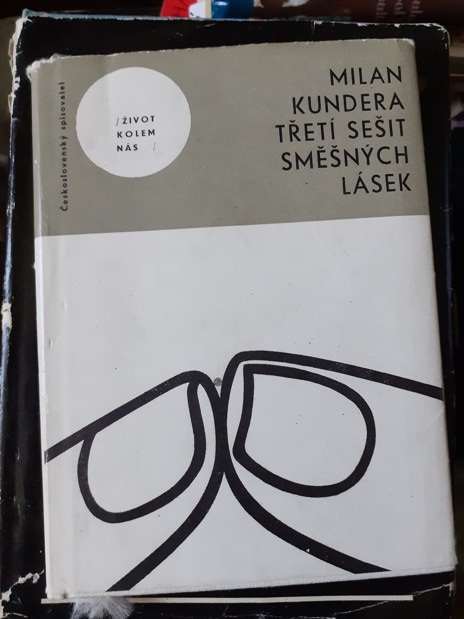 Československý spisovatel
/ŽIVOT
KOLEM
NÁS /
MILAN
KUNDERA
TŘETÍ SEŠIT
SMĚŠNÝCH
LÁSEK